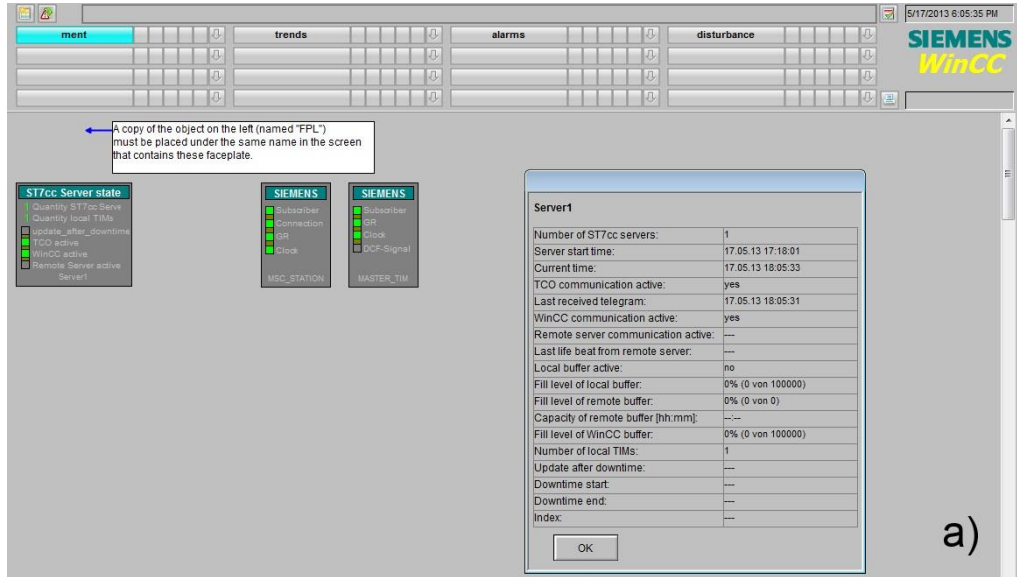 5/17/2013 6:05:35 PM
ment
trends
alarms
disturbance
SIEMENS
WinCC
A copy of the object on the left (named "FPL")
must be placed under the same name in the screen
that contains these faceplate.
ST7cc Server state
1 Quantity ST7cc Serve
1 Quantity local TIMs
update_after_downtime
TCO active
WinCC active
Remote Server active
Server1
SIEMENS
Subscriber
Connection
GR
Clock
MSC_STATION
SIEMENS
Subscriber
GR
Clock
DCF-Signal
MASTER_TIM
Server1
Number of ST7cc servers: 1
Server start time: 17.05.13 17:18:01
Current time: 17.05.13 18:05:33
TCO communication active: yes
Last received telegram: 17.05.13 18:05:31
WinCC communication active: yes
Remote server communication active: ---
Last life beat from remote server: ---
Local buffer active: no
Fill level of local buffer: 0% (0 von 100000)
Fill level of remote buffer: 0% (0 von 0)
Capacity of remote buffer [hh:mm]: --:--
Fill level of WinCC buffer: 0% (0 von 100000)
Number of local TIMs: 1
Update after downtime: ---
Downtime start: ---
Downtime end: ---
Index: ---
OK
a)